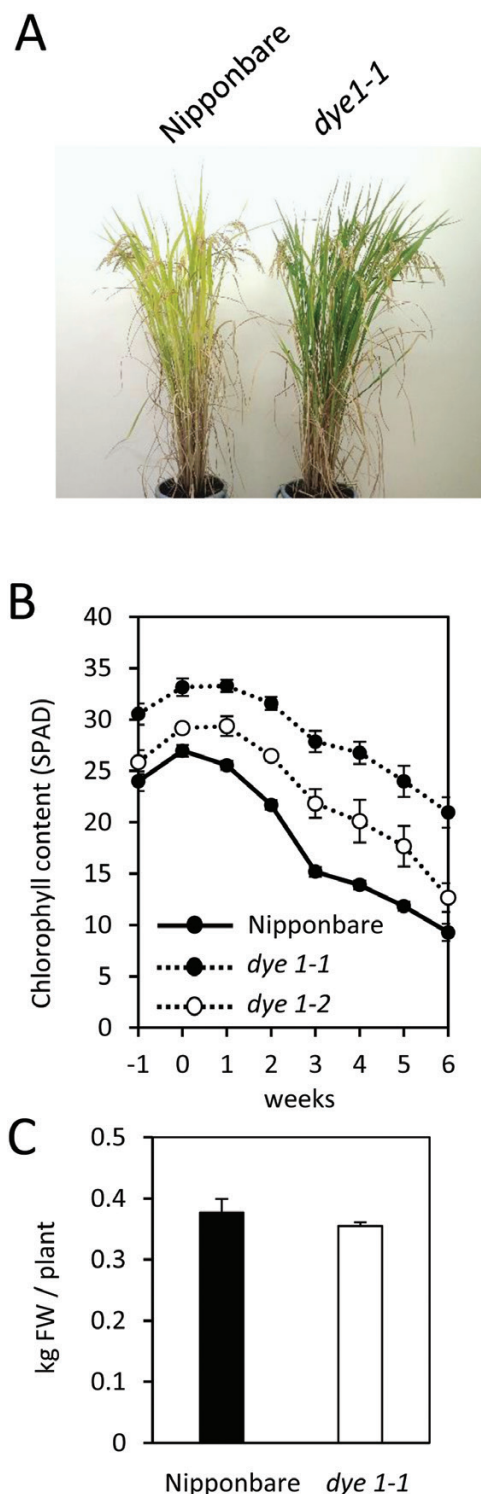 A
Nipponbare
dye1-1
B
Chlorophyll content (SPAD)
40
35
30
25
20
15
10
5
0
Nipponbare
dye 1-1
dye 1-2
-1 0 1 2 3 4 5 6
weeks
C
kg FW / plant
0.5
0.4
0.3
0.2
0.1
0
Nipponbare dye 1-1